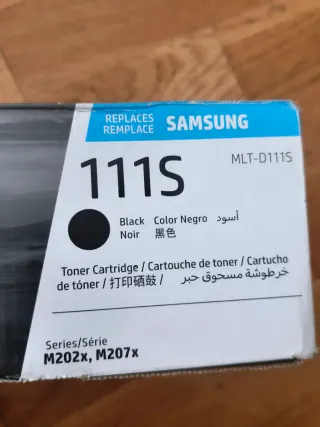 REPLACES
REMPLACE
SAMSUNG
111S
MLT-D111S
Black Color Negro أسود
Noir 黑色
Toner Cartridge / Cartouche de toner / Cartucho
de tóner / 打印硒鼓 / خرطوشة مسحوق حبر
Series/Série
M202x, M207x